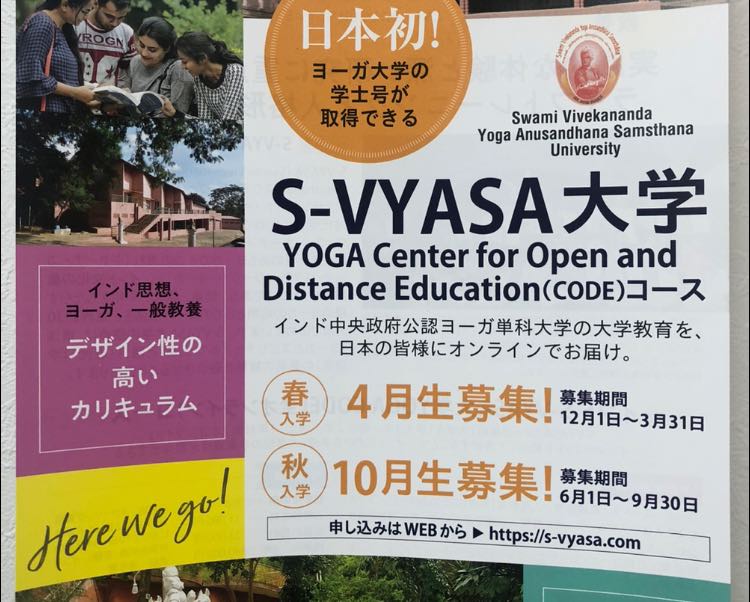 日本初!
ヨーガ大学の
学士号が
取得できる
Swami Vivekananda
Yoga Anusandhana Samsthana
University
S-VYASA大学
YOGA Center for Open and
Distance Education(CODE)コース
インド中央政府公認ヨーガ単科大学の大学教育を、
日本の皆様にオンラインでお届け。
インド思想、
ヨーガ、一般教養
デザイン性の
高い
カリキュラム
春
入学
4月生募集!
募集期間
12月1日〜3月31日
秋
入学
10月生募集!
募集期間
6月1日〜9月30日
Here we go!
申し込みはWEBから ▶ https://s-vyasa.com